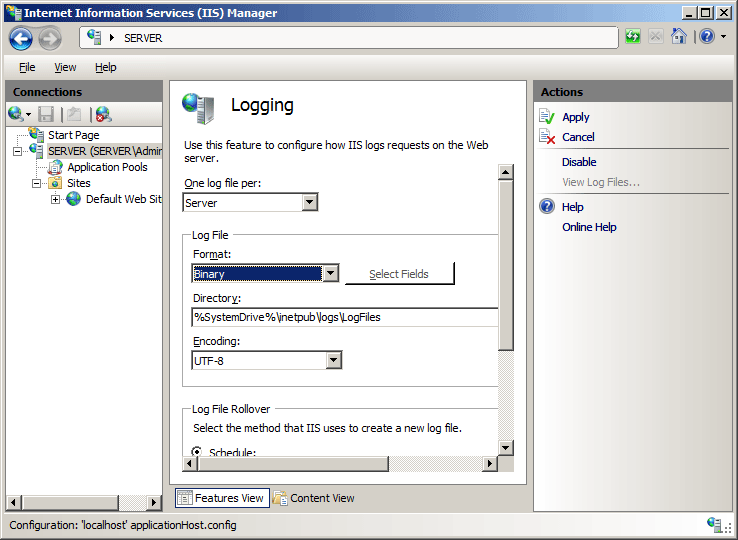 Internet Information Services (IIS) Manager
SERVER
File View Help
Connections
Start Page
SERVER (SERVER\Admir
Application Pools
Sites
Default Web Sit
Logging
Use this feature to configure how IIS logs requests on the Web
server.
One log file per:
Server
Log File
Format:
Binary
Select Fields
Directory:
%SystemDrive%\inetpub\logs\LogFiles
Encoding:
UTF-8
Log File Rollover
Select the method that IIS uses to create a new log file.
Schedule:
Features View
Content View
Actions
Apply
Cancel
Disable
View Log Files...
Help
Online Help
Configuration: 'localhost' applicationHost.config